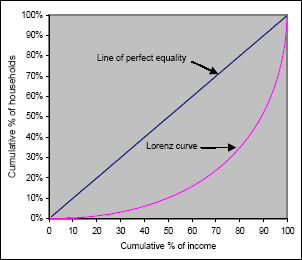 100%
90%
80%
70%
60%
50%
40%
30%
20%
10%
0%
Cumulative % of households
Line of perfect equality
Lorenz curve
0 10 20 30 40 50 60 70 80 90 100
Cumulative % of income